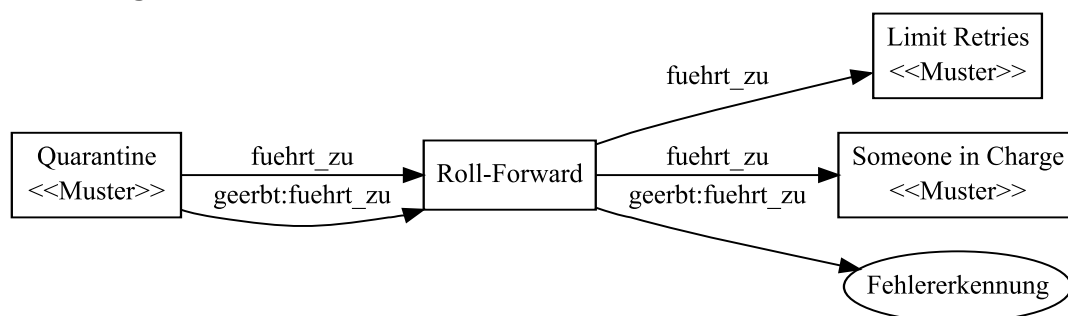 Limit Retries
<<Muster>>
fuehrt_zu
Quarantine
<<Muster>>
fuehrt_zu
geerbt:fuehrt_zu
Roll-Forward
fuehrt_zu
geerbt:fuehrt_zu
Someone in Charge
<<Muster>>
Fehlererkennung